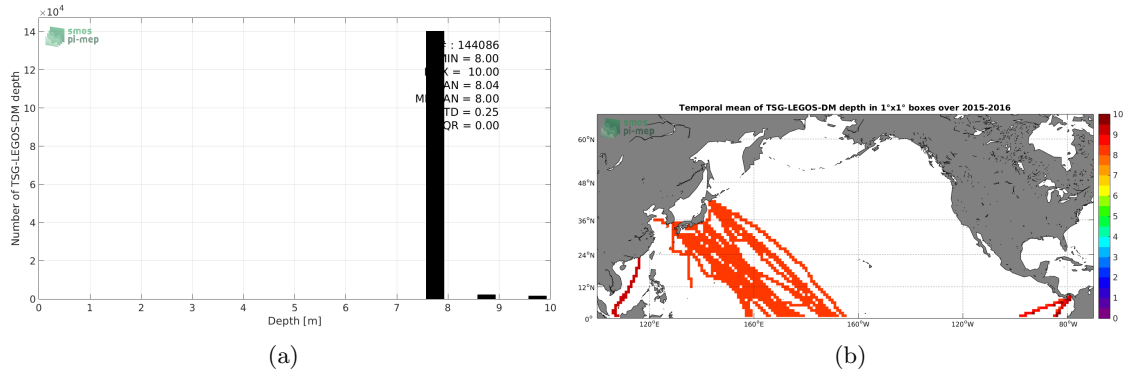 ×10⁴
smos
pi-mep
14
12
10
8
6
4
2
0
Number of TSG-LEGOS-DM depth
: 144086
IN = 8.00
X = 10.00
AN = 8.04
M AN = 8.00
TD = 0.25
QR = 0.00
0 1 2 3 4 5 6 7 8 9 10
Depth [m]
(a)
Temporal mean of TSG-LEGOS-DM depth in 1°x1° boxes over 2015-2016
smos
pi-mep
60°N
48°N
36°N
24°N
12°N
0°
120°E 160°E 160°W 120°W 80°W
10
9
8
7
6
5
4
3
2
1
0
(b)